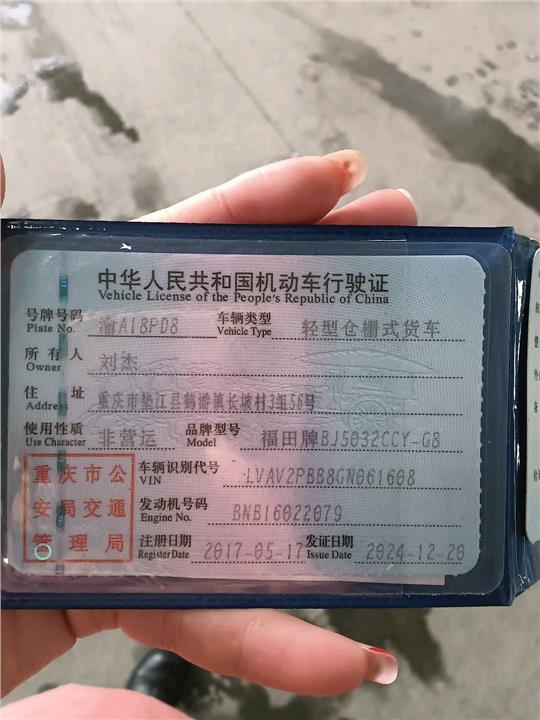 中华人民共和国机动车行驶证
Vehicle License of the People's Republic of China
号牌号码 渝A18PD8 车辆类型 轻型仓栅式货车
Plate No. Vehicle Type
所有人 刘杰
Owner
住址 重庆市垫江县鹤游镇长坡村3组56号
Address
使用性质 非营运 品牌型号 福田牌BJ5032CCY-G8
Use Character Model
重庆市公安局交通管理局
车辆识别代号 LVAV2PBB8GN061608
VIN
发动机号码 BNB16022079
Engine No.
注册日期 2017-05-17 发证日期 2024-12-20
Register Date Issue Date